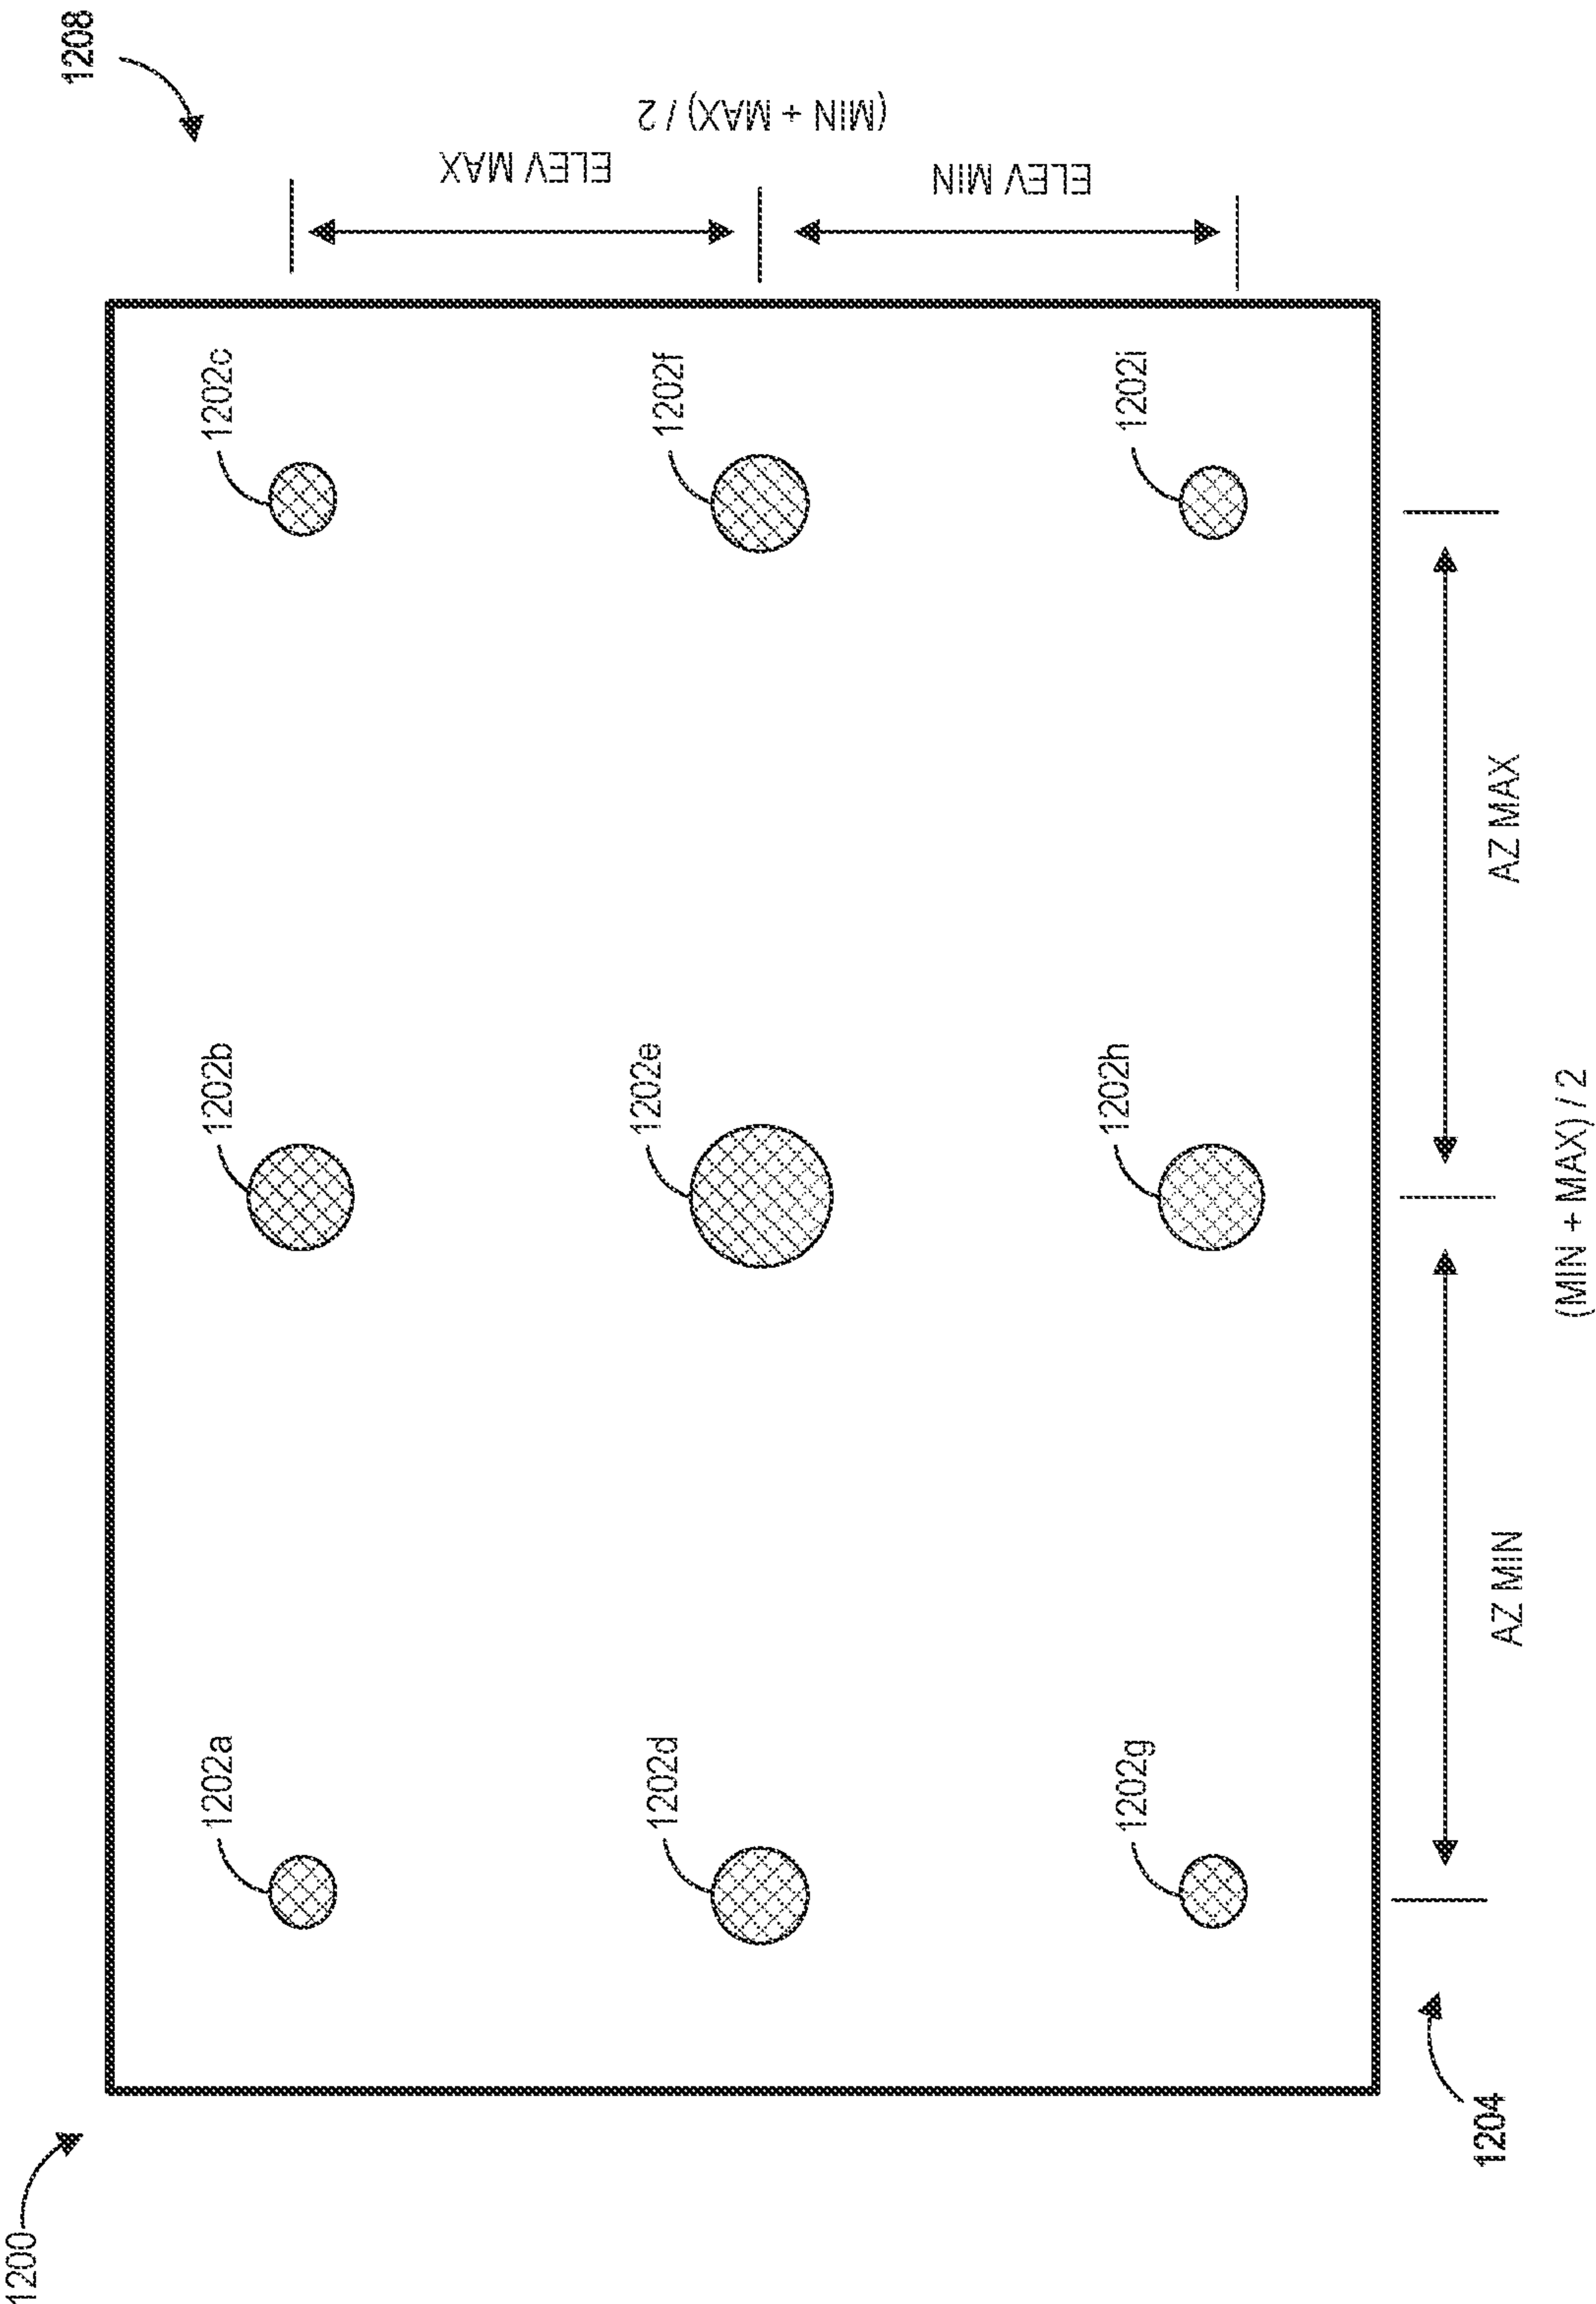 1200
1208
1202a
1202b
1202c
1202d
1202e
1202f
1202g
1202h
1202i
ELEV MAX
(MIN + MAX) / 2
ELEV MIN
1204
AZ MIN
AZ MAX
(MIN + MAX) / 2